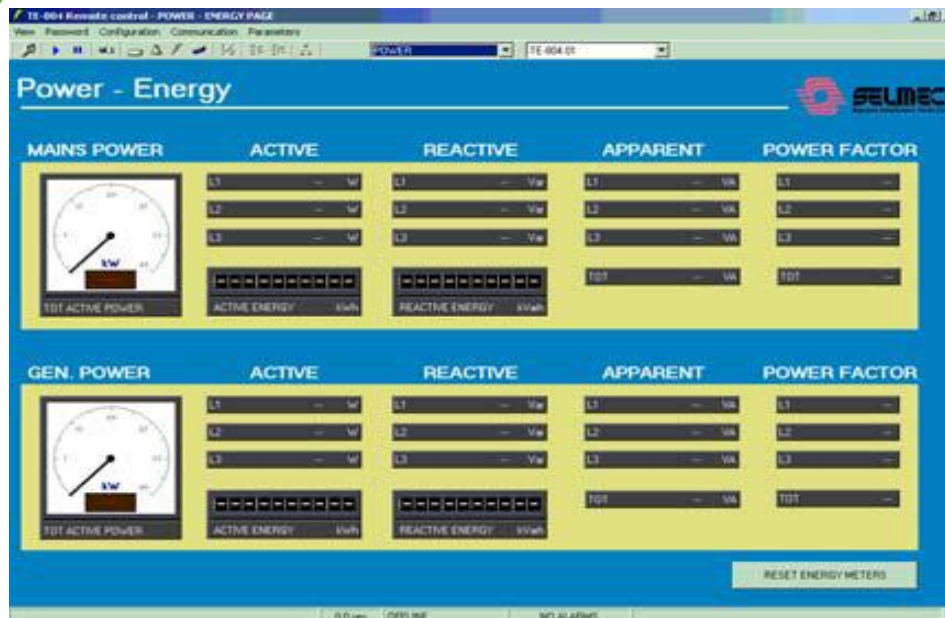 TE-804 Remote control - POWER - ENERGY PAGE
View Password Configuration Communication Parameters
POWER TE-804.01
Power - Energy
SELMEC
MAINS POWER ACTIVE REACTIVE APPARENT POWER FACTOR
L1 -- W L1 -- Var L1 -- VA L1 --
L2 -- W L2 -- Var L2 -- VA L2 --
L3 -- W L3 -- Var L3 -- VA L3 --
kW
TOT -- VA TOT --
TOT ACTIVE POWER ACTIVE ENERGY kWh REACTIVE ENERGY kVarh
GEN. POWER ACTIVE REACTIVE APPARENT POWER FACTOR
L1 -- W L1 -- Var L1 -- VA L1 --
L2 -- W L2 -- Var L2 -- VA L2 --
L3 -- W L3 -- Var L3 -- VA L3 --
kW
TOT -- VA TOT --
TOT ACTIVE POWER ACTIVE ENERGY kWh REACTIVE ENERGY kVarh
RESET ENERGY METERS
OFFLINE NO ALARMS